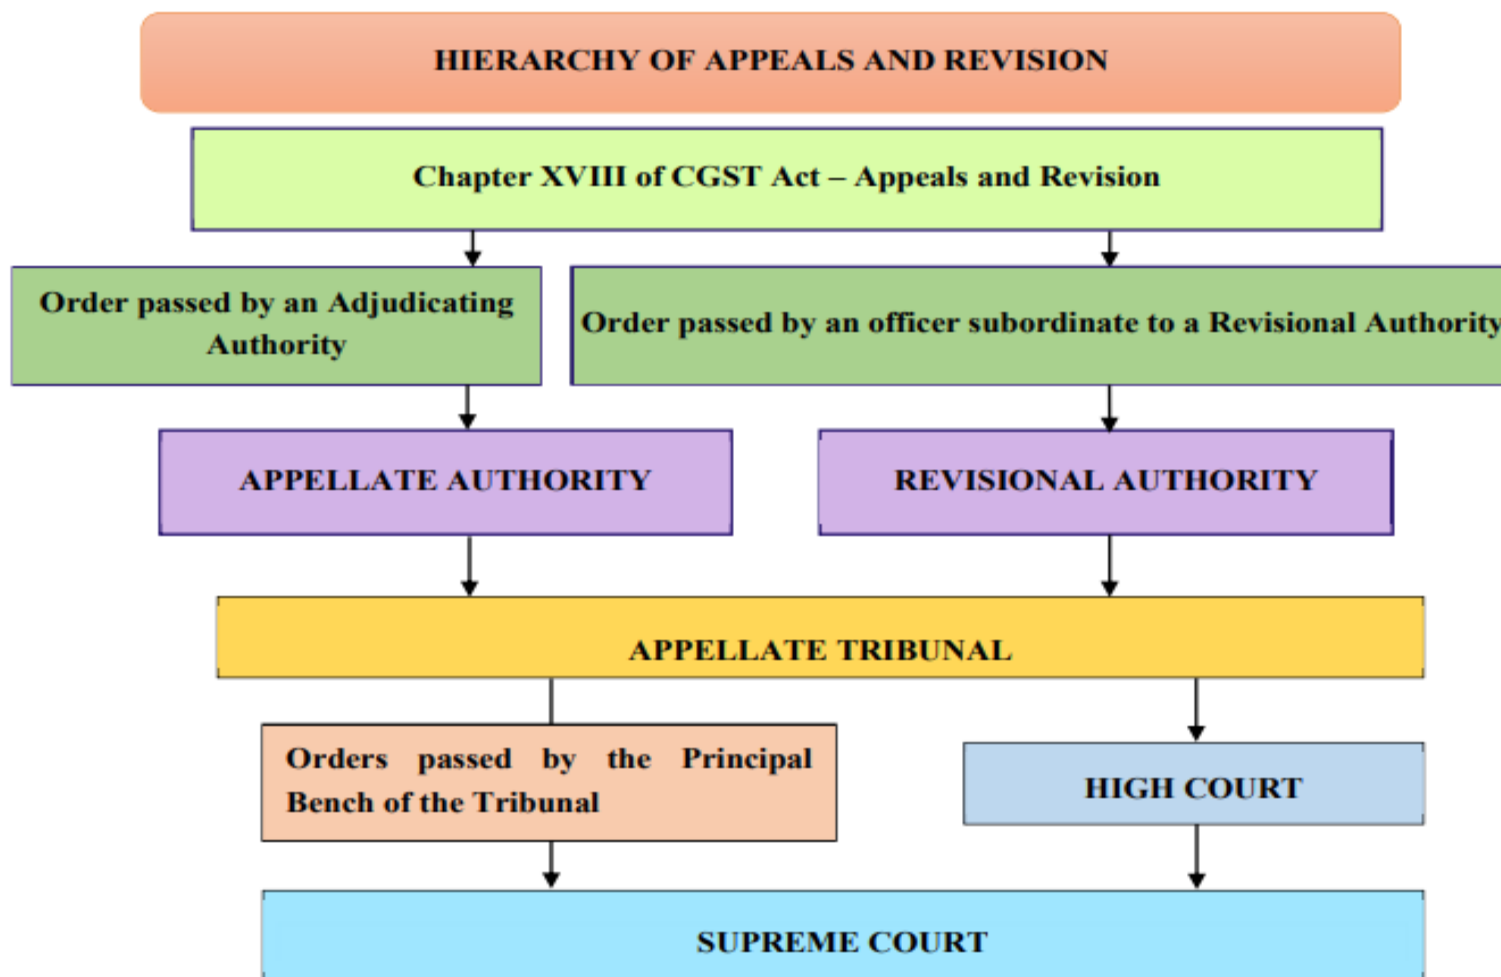 HIERARCHY OF APPEALS AND REVISION
Chapter XVIII of CGST Act – Appeals and Revision
Order passed by an Adjudicating
Authority
Order passed by an officer subordinate to a Revisional Authority
APPELLATE AUTHORITY
REVISIONAL AUTHORITY
APPELLATE TRIBUNAL
Orders passed by the Principal
Bench of the Tribunal
HIGH COURT
SUPREME COURT